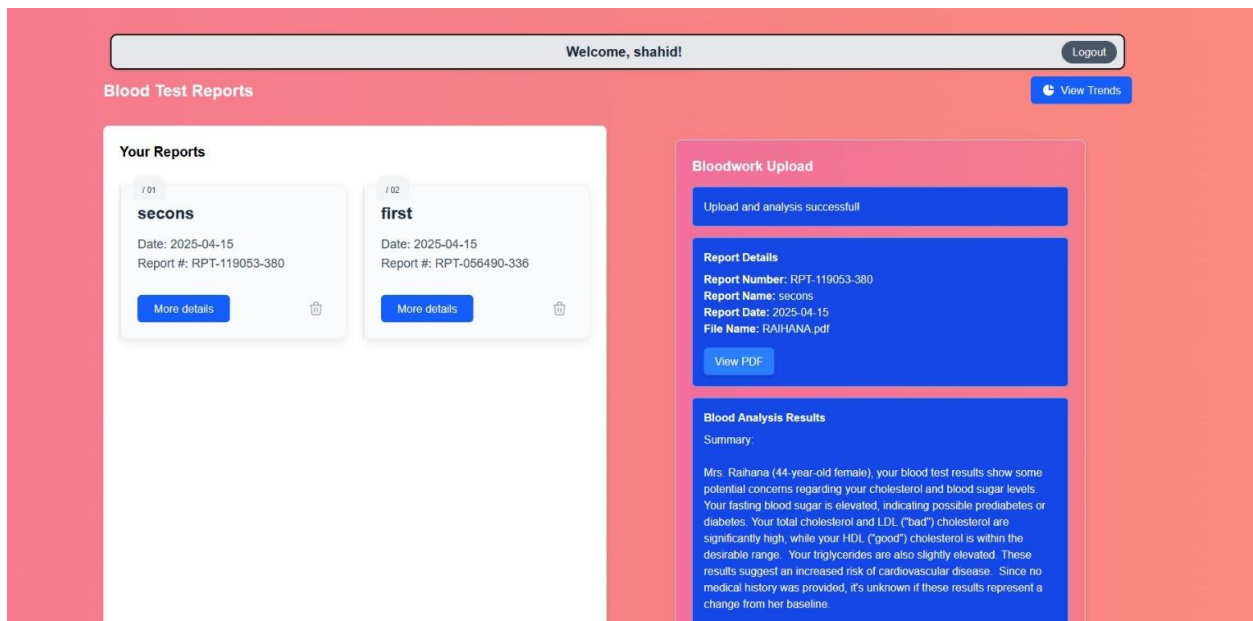 Welcome, shahid!
Logout
Blood Test Reports
View Trends
Your Reports
/ 01
secons
Date: 2025-04-15
Report #: RPT-119053-380
More details
/ 02
first
Date: 2025-04-15
Report #: RPT-056490-336
More details
Bloodwork Upload
Upload and analysis successful!
Report Details
Report Number: RPT-119053-380
Report Name: secons
Report Date: 2025-04-15
File Name: RAIHANA.pdf
View PDF
Blood Analysis Results
Summary:
Mrs. Raihana (44-year-old female), your blood test results show some
potential concerns regarding your cholesterol and blood sugar levels.
Your fasting blood sugar is elevated, indicating possible prediabetes or
diabetes. Your total cholesterol and LDL ("bad") cholesterol are
significantly high, while your HDL ("good") cholesterol is within the
desirable range. Your triglycerides are also slightly elevated. These
results suggest an increased risk of cardiovascular disease. Since no
medical history was provided, it's unknown if these results represent a
change from her baseline.